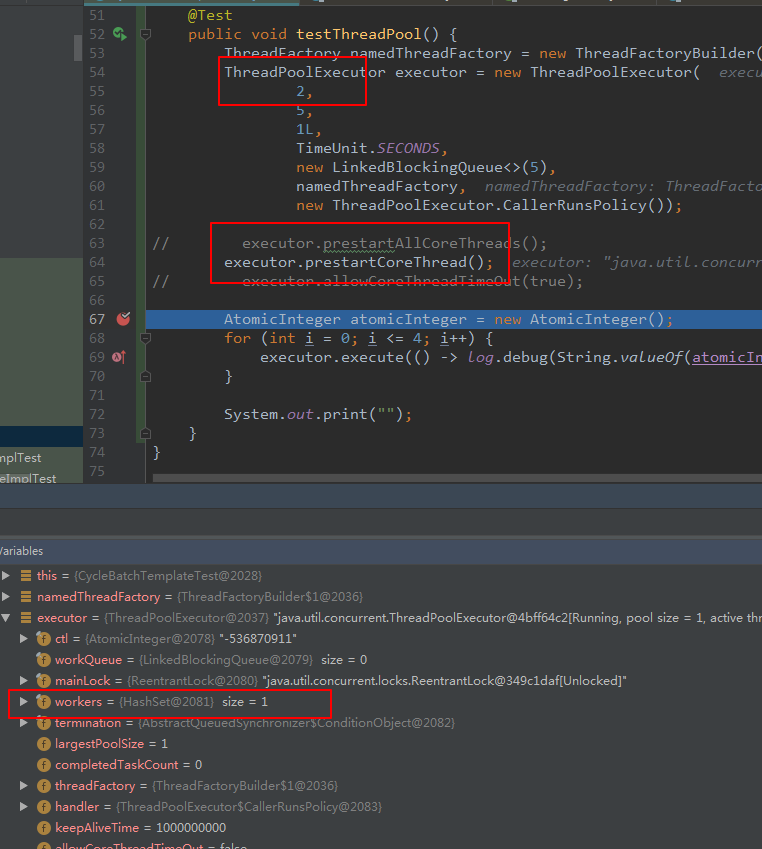 51 @Test
52 public void testThreadPool() {
53 ThreadFactory namedThreadFactory = new ThreadFactoryBuilder(
54 ThreadPoolExecutor executor = new ThreadPoolExecutor( execu
55 2,
56 5,
57 1L,
58 TimeUnit.SECONDS,
59 new LinkedBlockingQueue<>(5),
60 namedThreadFactory, namedThreadFactory: ThreadFacto
61 new ThreadPoolExecutor.CallerRunsPolicy());
62
63 // executor.prestartAllCoreThreads();
64 executor.prestartCoreThread(); executor: "java.util.concurr
65 // executor.allowCoreThreadTimeOut(true);
66
67 AtomicInteger atomicInteger = new AtomicInteger();
68 for (int i = 0; i <= 4; i++) {
69 executor.execute(() -> log.debug(String.valueOf(atomicIn
70 }
71
72 System.out.print("");
73 }
74 }
75
mplTest
eImplTest
Variables
this = {CycleBatchTemplateTest@2028}
namedThreadFactory = {ThreadFactoryBuilder$1@2036}
executor = {ThreadPoolExecutor@2037} "java.util.concurrent.ThreadPoolExecutor@4bff64c2[Running, pool size = 1, active thr
f ctl = {AtomicInteger@2078} "-536870911"
f workQueue = {LinkedBlockingQueue@2079} size = 0
f mainLock = {ReentrantLock@2080} "java.util.concurrent.locks.ReentrantLock@349c1daf[Unlocked]"
f workers = {HashSet@2081} size = 1
f termination = {AbstractQueuedSynchronizer$ConditionObject@2082}
f largestPoolSize = 1
f completedTaskCount = 0
f threadFactory = {ThreadFactoryBuilder$1@2036}
f handler = {ThreadPoolExecutor$CallerRunsPolicy@2083}
f keepAliveTime = 1000000000
f allowCoreThreadTimeOut = false